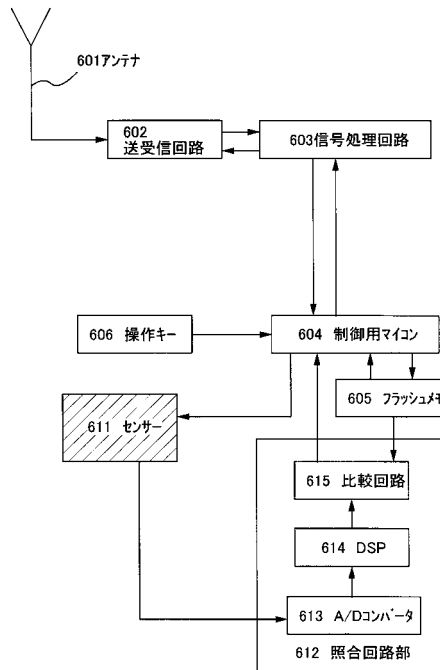 601アンテナ
602
送受信回路
603信号処理回路
606 操作キー
604 制御用マイコン
605 フラッシュメモ
611 センサー
615 比較回路
614 DSP
613 A/Dコンバータ
612 照合回路部